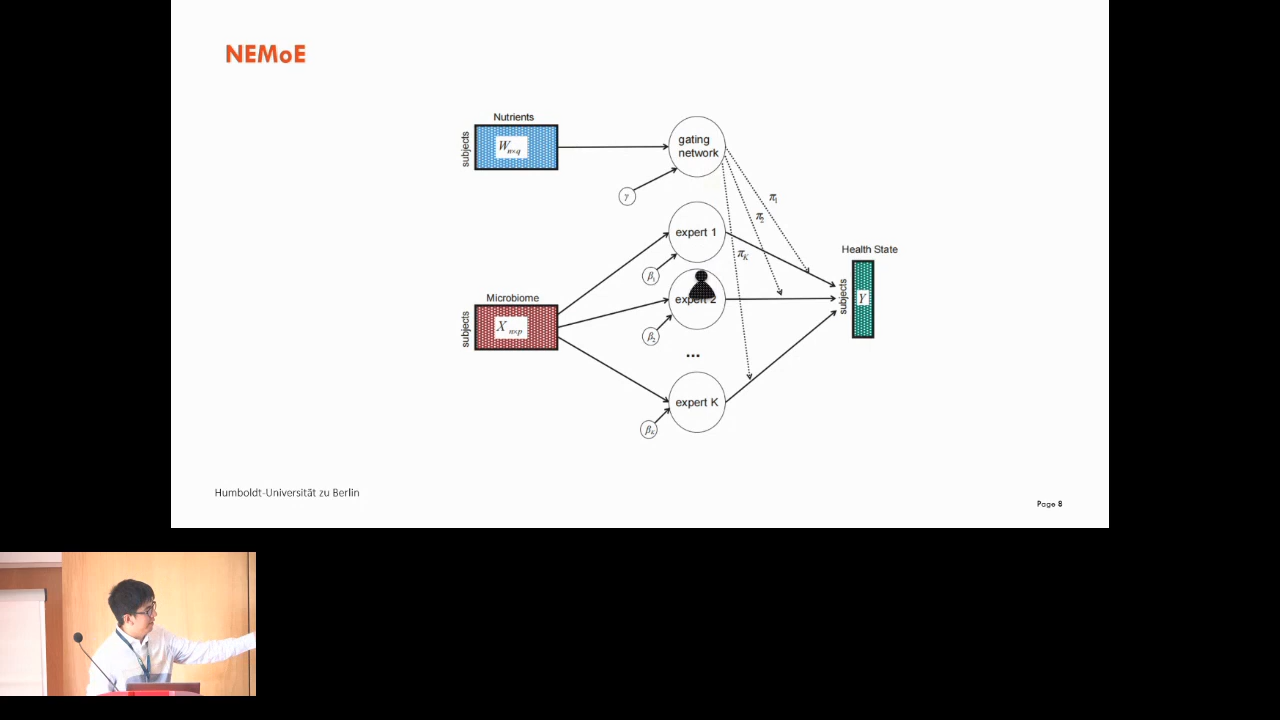 NEMoE
Nutrients
subjects
W n×q
gating
network
γ
π1
π2
πK
expert 1
β1
expert 2
β2
...
expert K
βK
Microbiome
subjects
X n×p
Health State
subjects
Y
Humboldt-Universität zu Berlin
Page 8